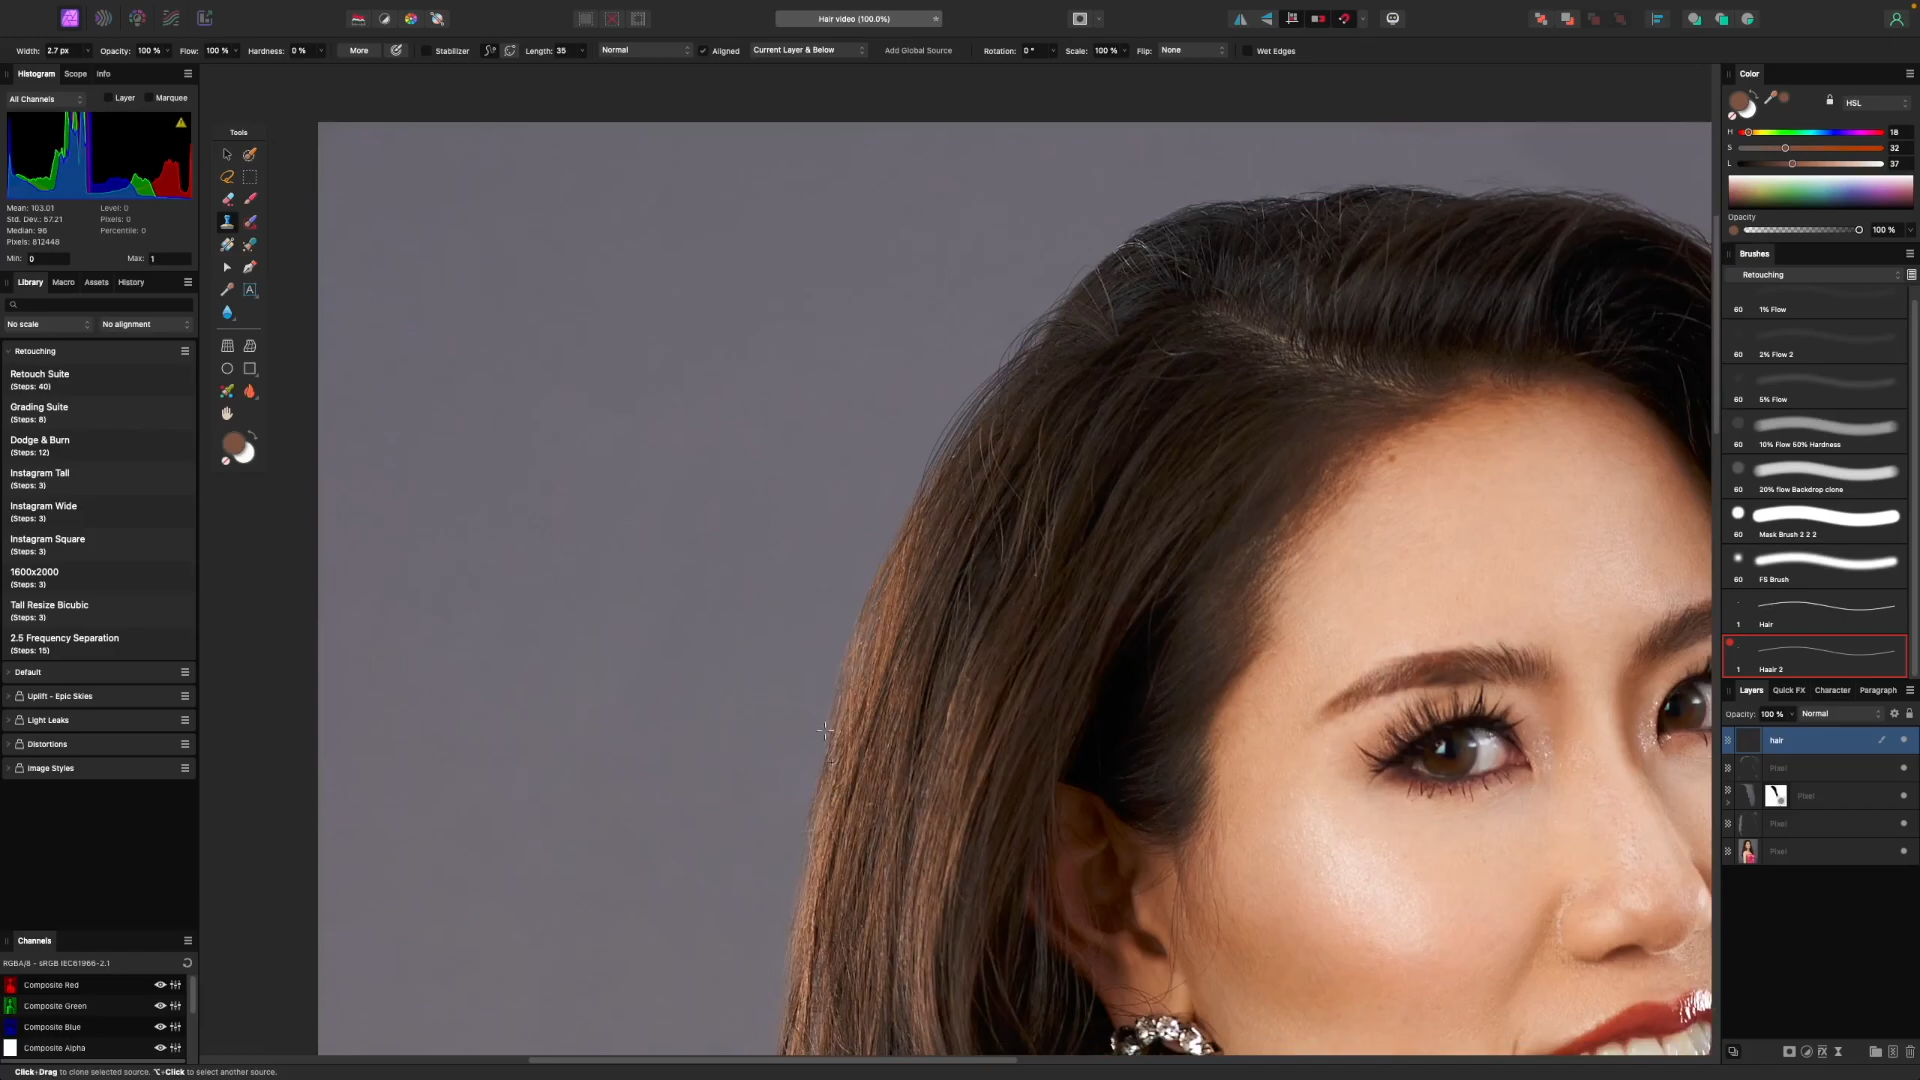 Hair video (100.0%)
Width: 2.7 px Opacity: 100 % Flow: 100 % Hardness: 0 % More Stabilizer Length: 35 Normal Aligned Current Layer & Below Add Global Source Rotation: 0 ° Scale: 100 % Flip: None Wet Edges
Histogram Scope Info
All Channels Layer Marquee
Mean: 103.01 Level: 0
Std. Dev.: 57.21 Pixels: 0
Median: 96 Percentile: 0
Pixels: 812448
Min: 0 Max: 1
Library Macro Assets History
No scale No alignment
Retouching
Retouch Suite
(Steps: 40)
Grading Suite
(Steps: 8)
Dodge & Burn
(Steps: 12)
Instagram Tall
(Steps: 3)
Instagram Wide
(Steps: 3)
Instagram Square
(Steps: 3)
1600x2000
(Steps: 3)
Tall Resize Bicubic
(Steps: 3)
2.5 Frequency Separation
(Steps: 15)
Default
Uplift - Epic Skies
Light Leaks
Distortions
Image Styles
Channels
RGBA/8 - sRGB IEC61966-2.1
Composite Red
Composite Green
Composite Blue
Composite Alpha
Tools
A
Color
HSL
H 18
S 32
L 37
Opacity
100 %
Brushes
Retouching
60 1% Flow
60 2% Flow 2
60 5% Flow
60 10% Flow 50% Hardness
60 20% flow Backdrop clone
60 Mask Brush 2 2 2
60 FS Brush
1 Hair
1 Haair 2
Layers Quick FX Character Paragraph
Opacity: 100 % Normal
hair
Pixel
Pixel
Pixel
Pixel
Click+Drag to clone selected source. ⌥+Click to select another source.